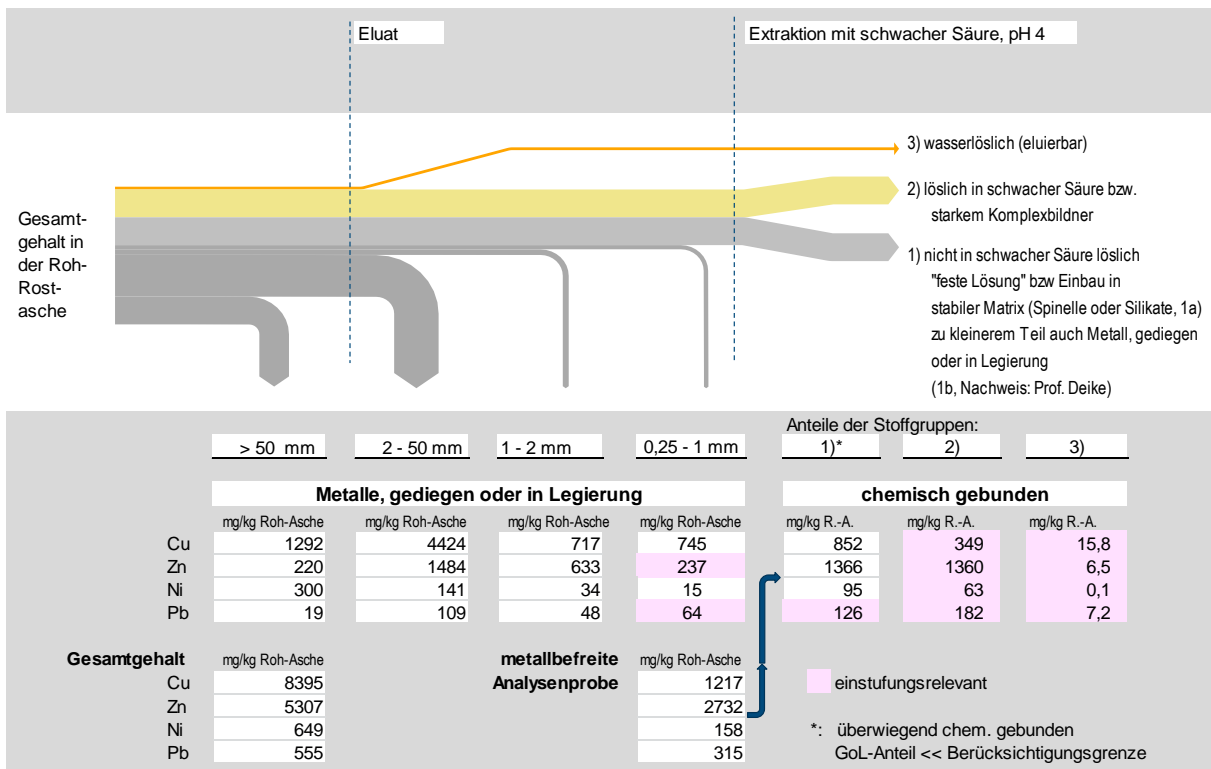 Eluat
Extraktion mit schwacher Säure, pH 4
3) wasserlöslich (eluierbar)
2) löslich in schwacher Säure bzw.
starkem Komplexbildner
Gesamt-
gehalt in
der Roh-
Rost-
asche
1) nicht in schwacher Säure löslich
"feste Lösung" bzw Einbau in
stabiler Matrix (Spinelle oder Silikate, 1a)
zu kleinerem Teil auch Metall, gediegen
oder in Legierung
(1b, Nachweis: Prof. Deike)
Anteile der Stoffgruppen:
> 50 mm 2 - 50 mm 1 - 2 mm 0,25 - 1 mm 1)* 2) 3)
Metalle, gediegen oder in Legierung chemisch gebunden
mg/kg Roh-Asche mg/kg Roh-Asche mg/kg Roh-Asche mg/kg Roh-Asche mg/kg R.-A. mg/kg R.-A. mg/kg R.-A.
Cu 1292 4424 717 745 852 349 15,8
Zn 220 1484 633 237 1366 1360 6,5
Ni 300 141 34 15 95 63 0,1
Pb 19 109 48 64 126 182 7,2
Gesamtgehalt mg/kg Roh-Asche metallbefreite mg/kg Roh-Asche
Cu 8395 Analysenprobe 1217 einstufungsrelevant
Zn 5307 2732
Ni 649 158 *: überwiegend chem. gebunden
Pb 555 315 GoL-Anteil << Berücksichtigungsgrenze